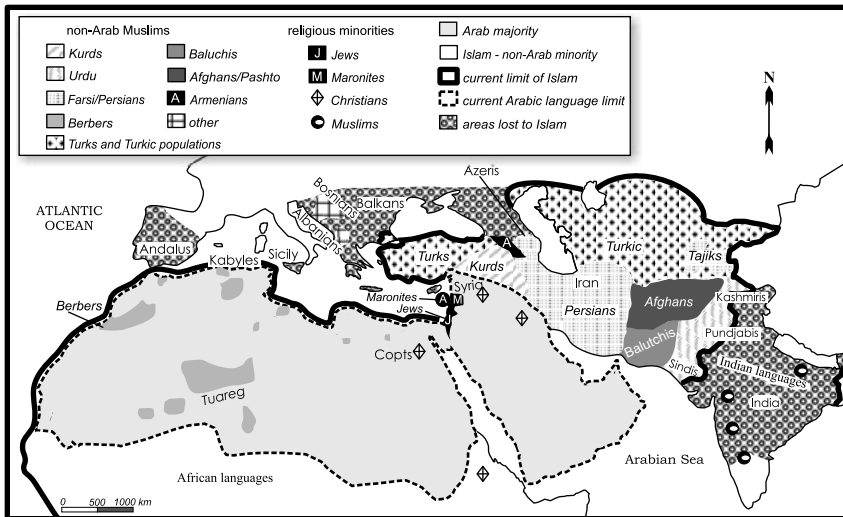 non-Arab Muslims
Kurds
Urdu
Farsi/Persians
Berbers
Turks and Turkic populations
Baluchis
Afghans/Pashto
A Armenians
other
religious minorities
J Jews
M Maronites
Christians
Muslims
Arab majority
Islam - non-Arab minority
current limit of Islam
current Arabic language limit
areas lost to Islam
N
Azeris
ATLANTIC
OCEAN
Bosnians
Balkans
Albanians
Andalus
Sicily
Kabyles
Turks
A
Kurds
Turkic
Tajiks
Iran
Persians
Afghans
Kashmiris
Berbers
Maronites
A
M
Syria
Jews
J
Balutchis
Pundjabis
Sindis
Indian languages
India
Copts
Tuareg
African languages
Arabian Sea
0 500 1000 km